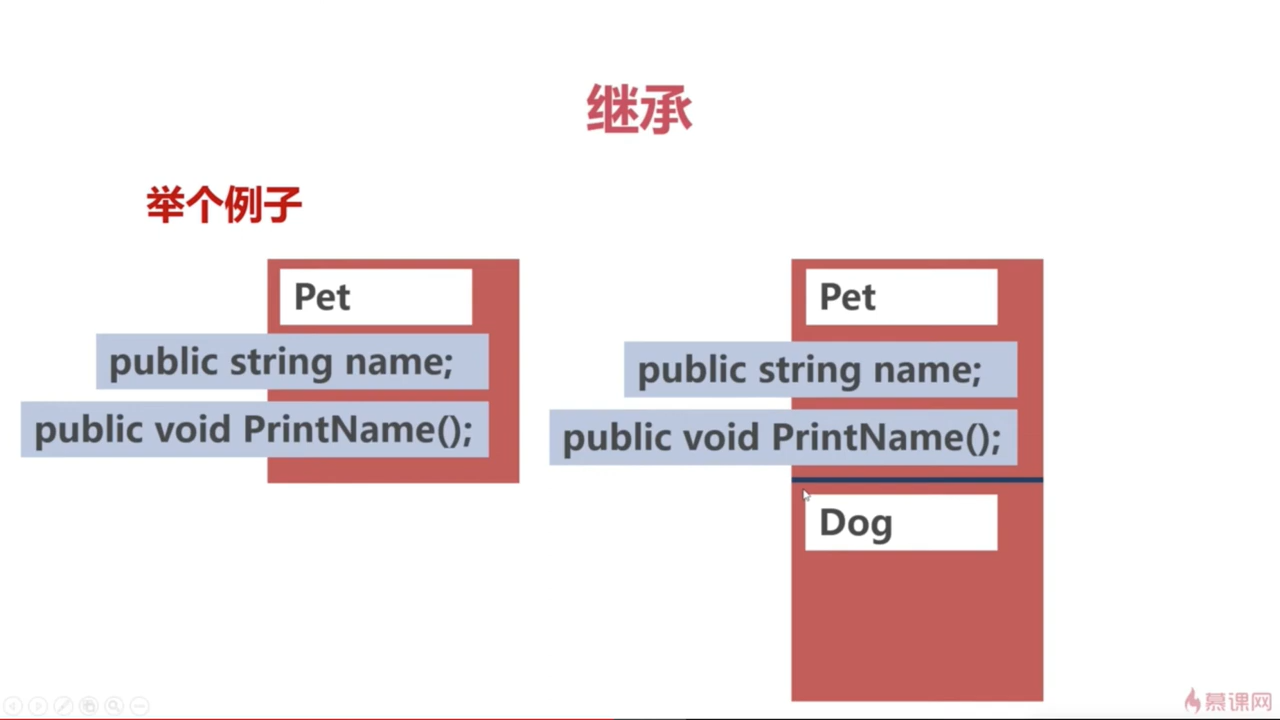 继承
举个例子
Pet
public string name;
public void PrintName();
Pet
public string name;
public void PrintName();
Dog
慕课网